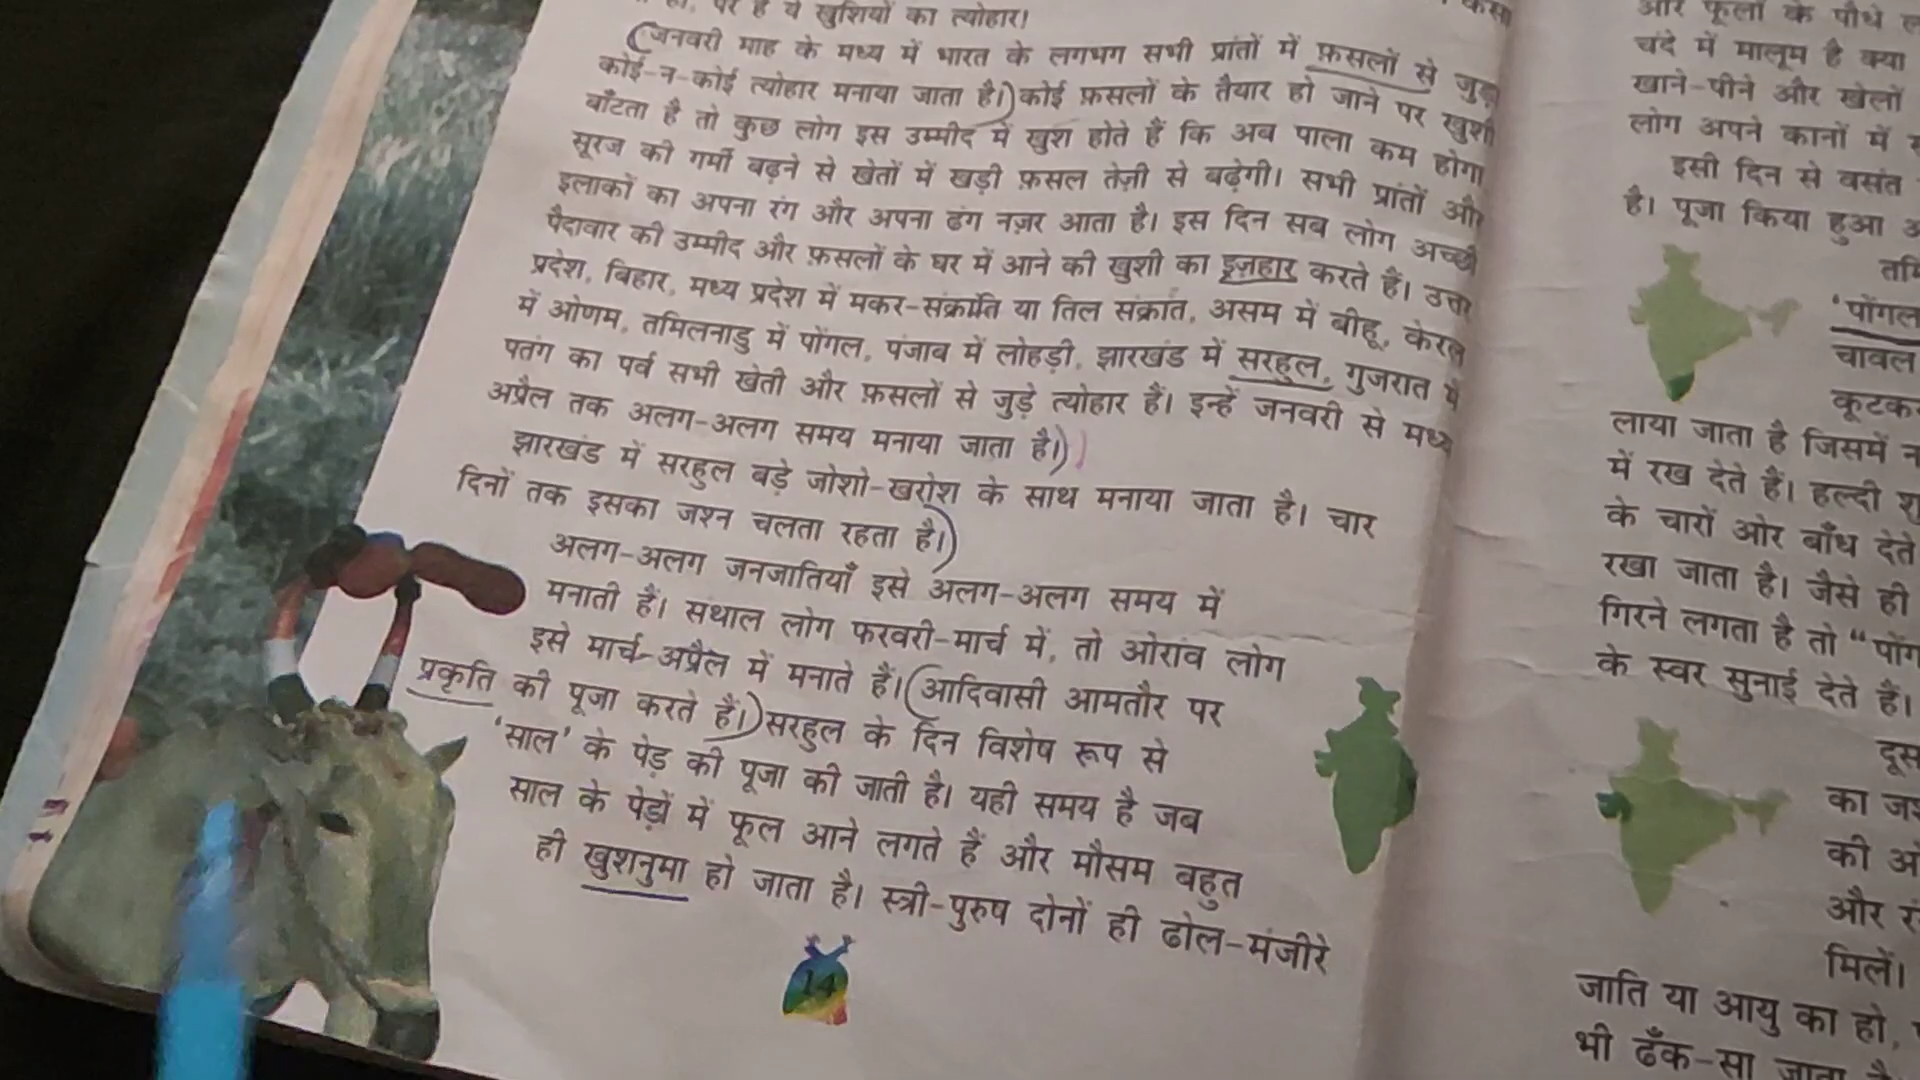 पर है ये खुशियों का त्योहार!
जनवरी माह के मध्य में भारत के लगभग सभी प्रांतों में फ़सलों से जुड़ा
कोई-न-कोई त्योहार मनाया जाता है। कोई फ़सलों के तैयार हो जाने पर खुशी
बाँटता है तो कुछ लोग इस उम्मीद में खुश होते हैं कि अब पाला कम होगा
सूरज की गर्मी बढ़ने से खेतों में खड़ी फ़सल तेज़ी से बढ़ेगी। सभी प्रांतों और
इलाकों का अपना रंग और अपना ढंग नज़र आता है। इस दिन सब लोग अच्छी
पैदावार की उम्मीद और फ़सलों के घर में आने की खुशी का इज़हार करते हैं। उत्तर
प्रदेश, बिहार, मध्य प्रदेश में मकर-संक्रांति या तिल संक्रांत, असम में बीहू, केरल
में ओणम, तमिलनाडु में पोंगल, पंजाब में लोहड़ी, झारखंड में सरहुल, गुजरात में
पतंग का पर्व सभी खेती और फ़सलों से जुड़े त्योहार हैं। इन्हें जनवरी से मध्य
अप्रैल तक अलग-अलग समय मनाया जाता है।
झारखंड में सरहुल बड़े जोशो-खरोश के साथ मनाया जाता है। चार
दिनों तक इसका जश्न चलता रहता है।
अलग-अलग जनजातियाँ इसे अलग-अलग समय में
मनाती हैं। संथाल लोग फरवरी-मार्च में, तो ओरांव लोग
इसे मार्च-अप्रैल में मनाते हैं। आदिवासी आमतौर पर
प्रकृति की पूजा करते हैं। सरहुल के दिन विशेष रूप से
'साल' के पेड़ की पूजा की जाती है। यही समय है जब
साल के पेड़ों में फूल आने लगते हैं और मौसम बहुत
ही खुशनुमा हो जाता है। स्त्री-पुरुष दोनों ही ढोल-मंजीरे
14
और फूलों के पौधे
चंदे में मालूम है क्या
खाने-पीने और खेलों
लोग अपने कानों में
इसी दिन से वसंत
है। पूजा किया हुआ
'पोंगल
चावल
कूटकर
लाया जाता है जिसमें
में रख देते हैं। हल्दी
के चारों ओर बाँध देते
रखा जाता है। जैसे ही
गिरने लगता है तो "पोंग
के स्वर सुनाई देते हैं।
दूस
का जश
की ओ
और रं
मिलें।
जाति या आयु का हो,
भी ढँक-सा जाता है